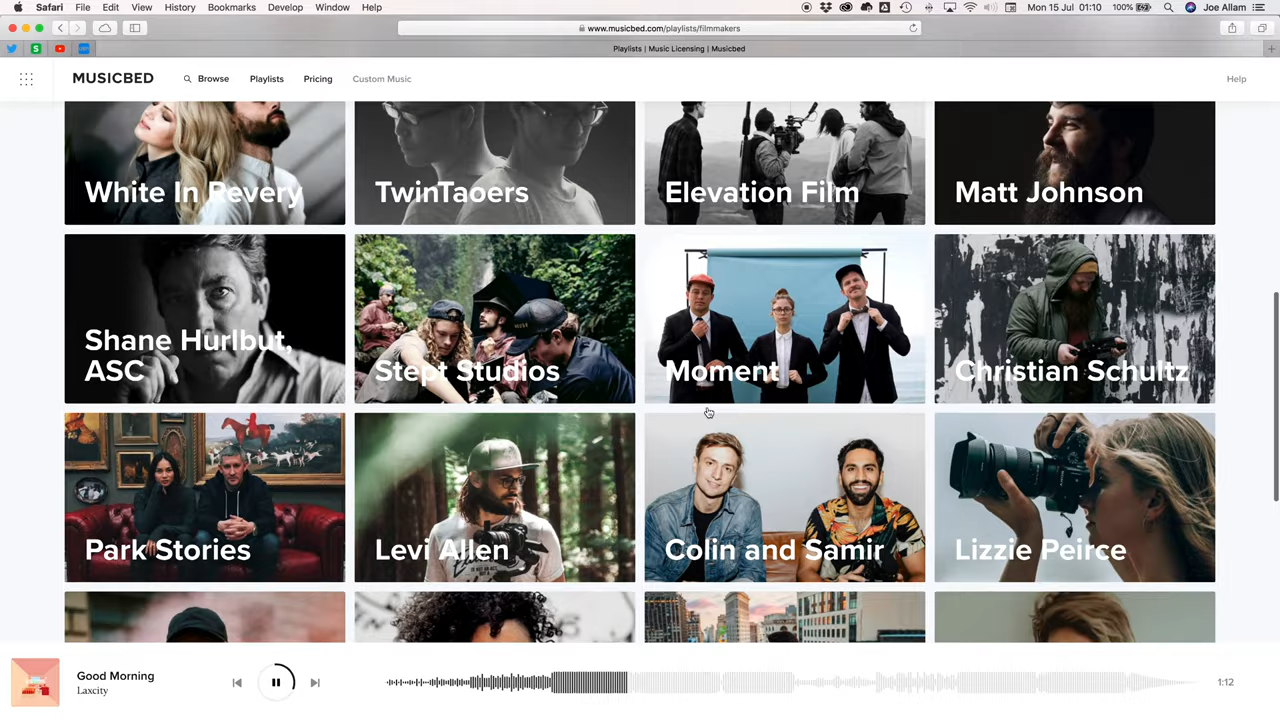 Safari File Edit View History Bookmarks Develop Window Help 100% Mon 15 Jul 01:10 Joe Allam
www.musicbed.com/playlists/filmmakers
Playlists | Music Licensing | Musicbed
MUSICBED Browse Playlists Pricing Custom Music Help
White In Revery
TwinTaoers
Elevation Film
Matt Johnson
Shane Hurlbut,
ASC
Stept Studios
Moment
Christian Schultz
Park Stories
Levi Allen
Colin and Samir
Lizzie Peirce
Good Morning
Laxcity
1:12